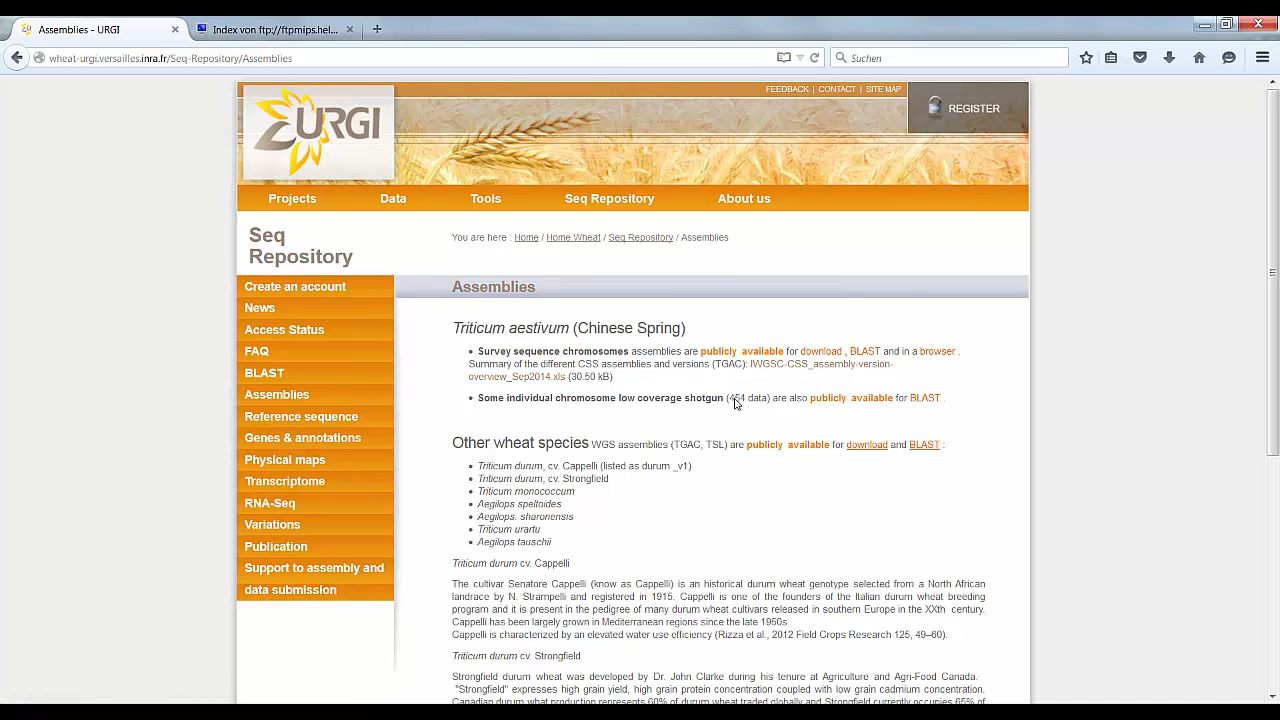 Assemblies - URGI
Index von ftp://ftpmips.hel...
wheat-urgi.versailles.inra.fr/Seq-Repository/Assemblies
Suchen
FEEDBACK | CONTACT | SITE MAP
REGISTER
URGI
Projects
Data
Tools
Seq Repository
About us
Seq
Repository
You are here : Home / Home Wheat / Seq Repository / Assemblies
Create an account
News
Access Status
FAQ
BLAST
Assemblies
Reference sequence
Genes & annotations
Physical maps
Transcriptome
RNA-Seq
Variations
Publication
Support to assembly and
data submission
Assemblies
Triticum aestivum (Chinese Spring)
• Survey sequence chromosomes assemblies are publicly available for download , BLAST and in a browser .
Summary of the different CSS assemblies and versions (TGAC): IWGSC-CSS_assembly-version-
overview_Sep2014.xls (30.50 kB)
• Some individual chromosome low coverage shotgun (454 data) are also publicly available for BLAST .
Other wheat species WGS assemblies (TGAC, TSL) are publicly available for download and BLAST :
• Triticum durum, cv. Cappelli (listed as durum _v1)
• Triticum durum, cv. Strongfield
• Triticum monococcum
• Aegilops speltoides
• Aegilops. sharonensis
• Triticum urartu
• Aegilops tauschii
Triticum durum cv. Cappelli
The cultivar Senatore Cappelli (know as Cappelli) is an historical durum wheat genotype selected from a North African
landrace by N. Strampelli and registered in 1915. Cappelli is one of the founders of the Italian durum wheat breeding
program and it is present in the pedigree of many durum wheat cultivars released in southern Europe in the XXth century.
Cappelli has been largely grown in Mediterranean regions since the late 1950s.
Cappelli is characterized by an elevated water use efficiency (Rizza et al., 2012 Field Crops Research 125, 49–60).
Triticum durum cv. Strongfield
Strongfield durum wheat was developed by Dr. John Clarke during his tenure at Agriculture and Agri-Food Canada.
"Strongfield" expresses high grain yield, high grain protein concentration coupled with low grain cadmium concentration.
Canadian durum wheat production represents 60% of durum wheat traded globally and Strongfield currently occupies 65% of